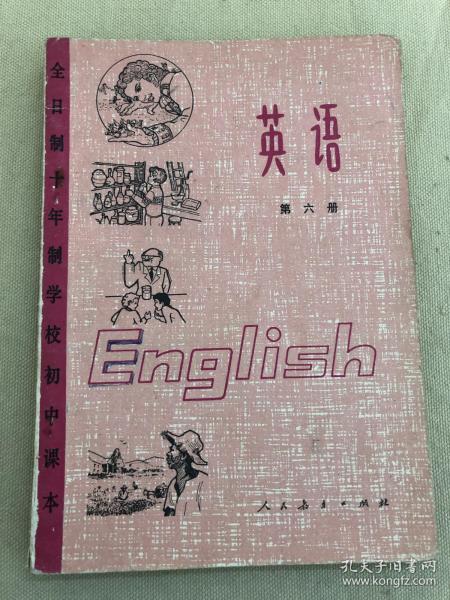 全日制十年制学校初中课本
英语
第六册
English
人民教育出版社
孔夫子旧书网
www.kongfz.com